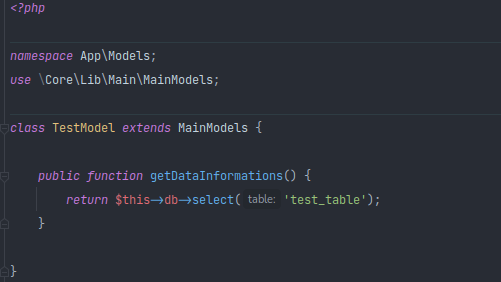 <?php
namespace App\Models;
use \Core\Lib\Main\MainModels;
class TestModel extends MainModels {
public function getDataInformations() {
return $this->db->select( table: 'test_table');
}
}